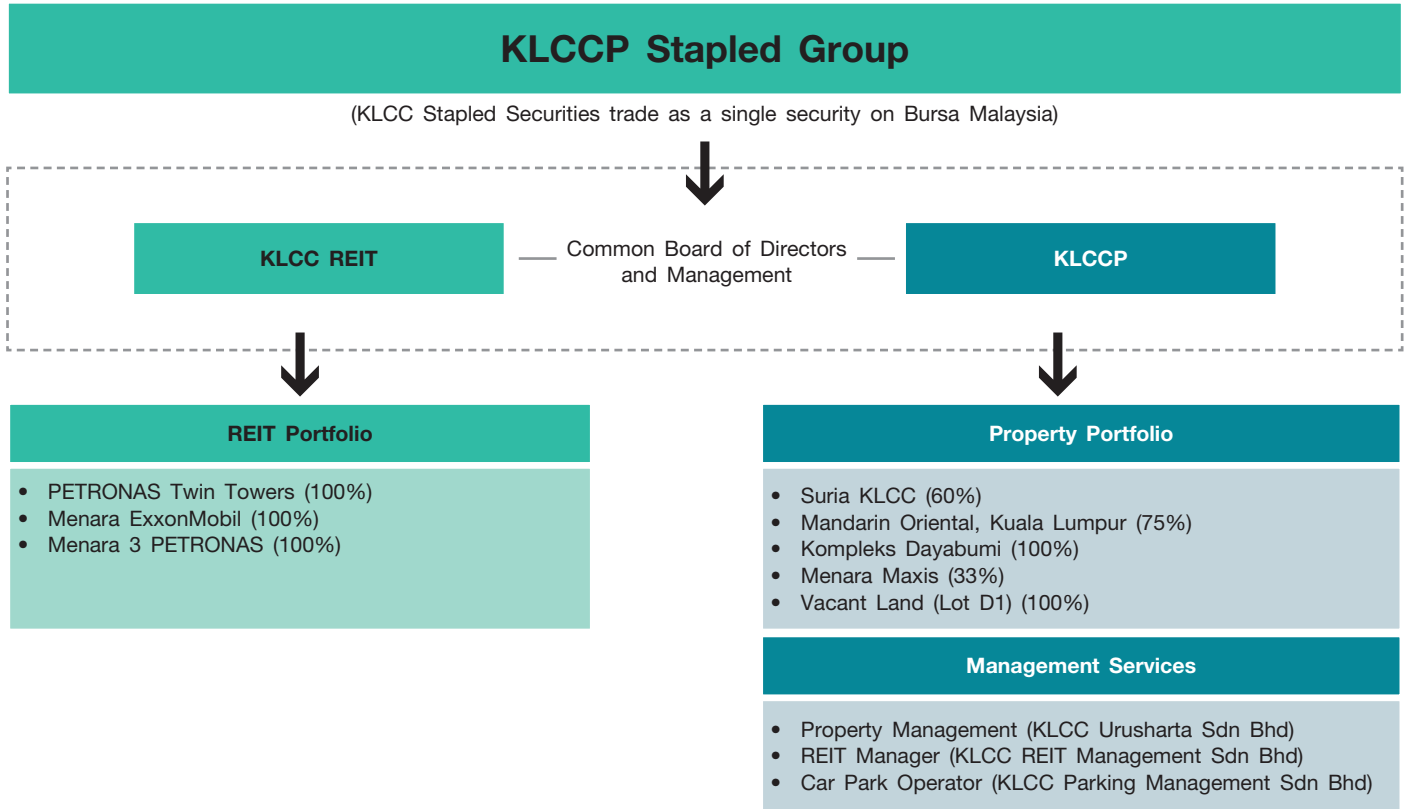 KLCCP Stapled Group
(KLCC Stapled Securities trade as a single security on Bursa Malaysia)
KLCC REIT
Common Board of Directors
and Management
KLCCP
REIT Portfolio
• PETRONAS Twin Towers (100%)
• Menara ExxonMobil (100%)
• Menara 3 PETRONAS (100%)
Property Portfolio
• Suria KLCC (60%)
• Mandarin Oriental, Kuala Lumpur (75%)
• Kompleks Dayabumi (100%)
• Menara Maxis (33%)
• Vacant Land (Lot D1) (100%)
Management Services
• Property Management (KLCC Urusharta Sdn Bhd)
• REIT Manager (KLCC REIT Management Sdn Bhd)
• Car Park Operator (KLCC Parking Management Sdn Bhd)